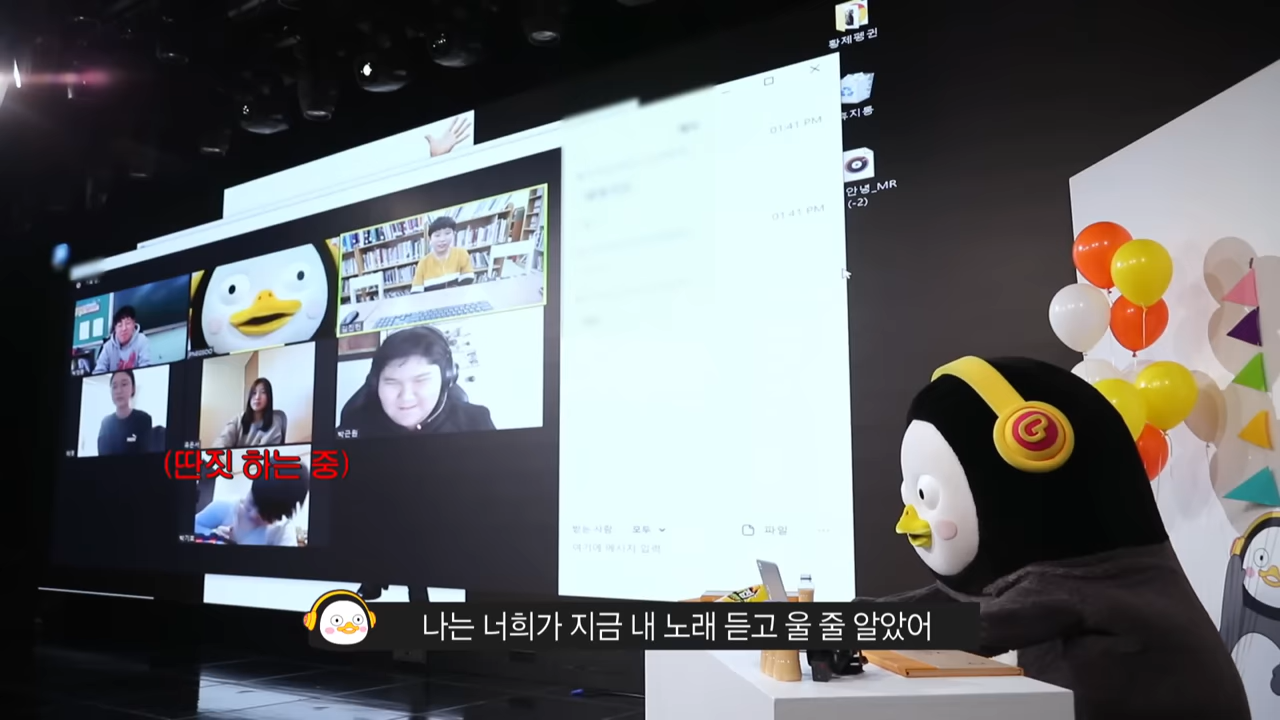 황제펭귄
휴지통
안녕_MR
(-2)
01:41 PM
01:41 PM
박근원
(딴짓 하는 중)
받는 사람 모두
파일
여기에 메시지 입력
나는 너희가 지금 내 노래 듣고 울 줄 알았어